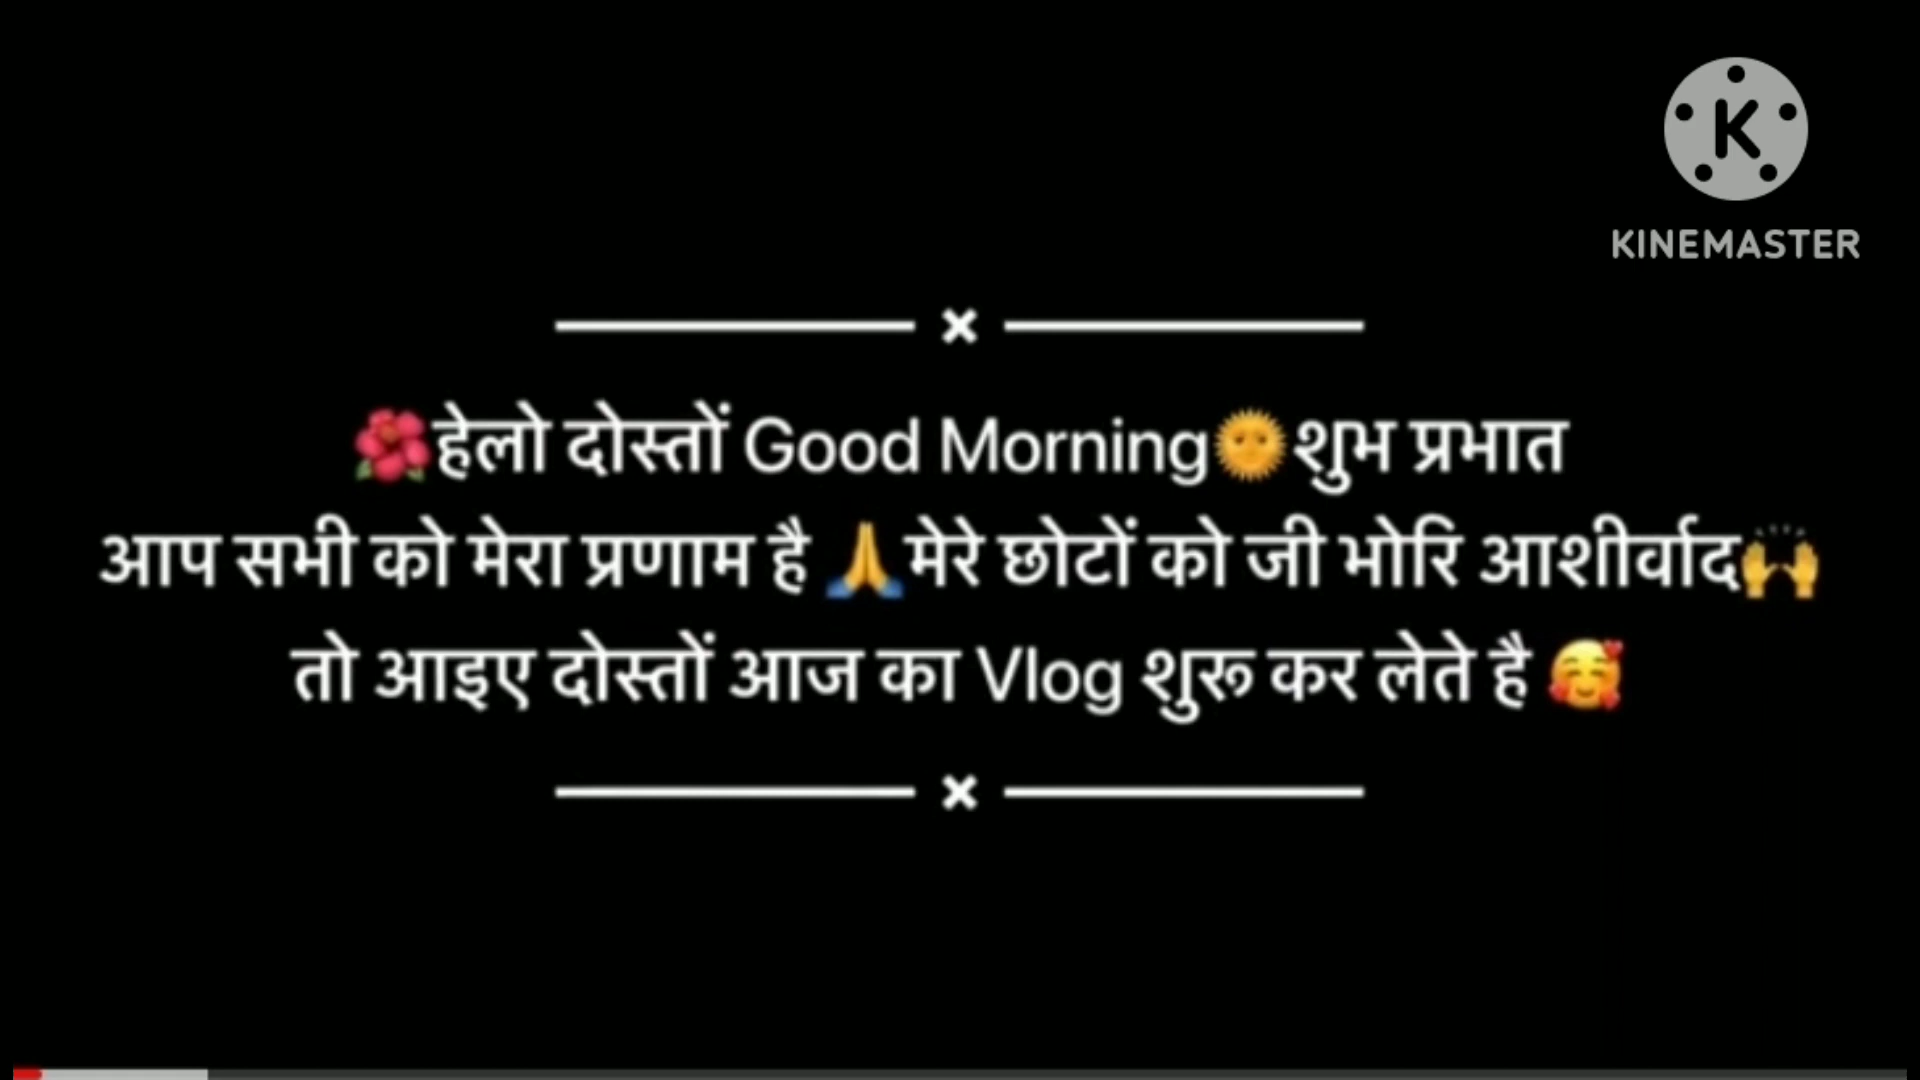 K
KINEMASTER
🌺हेलो दोस्तों Good Morning🌞शुभ प्रभात
आप सभी को मेरा प्रणाम है 🙏मेरे छोटों को जी भोरि आशीर्वाद🙌
तो आइए दोस्तों आज का Vlog शुरू कर लेते है 🥰